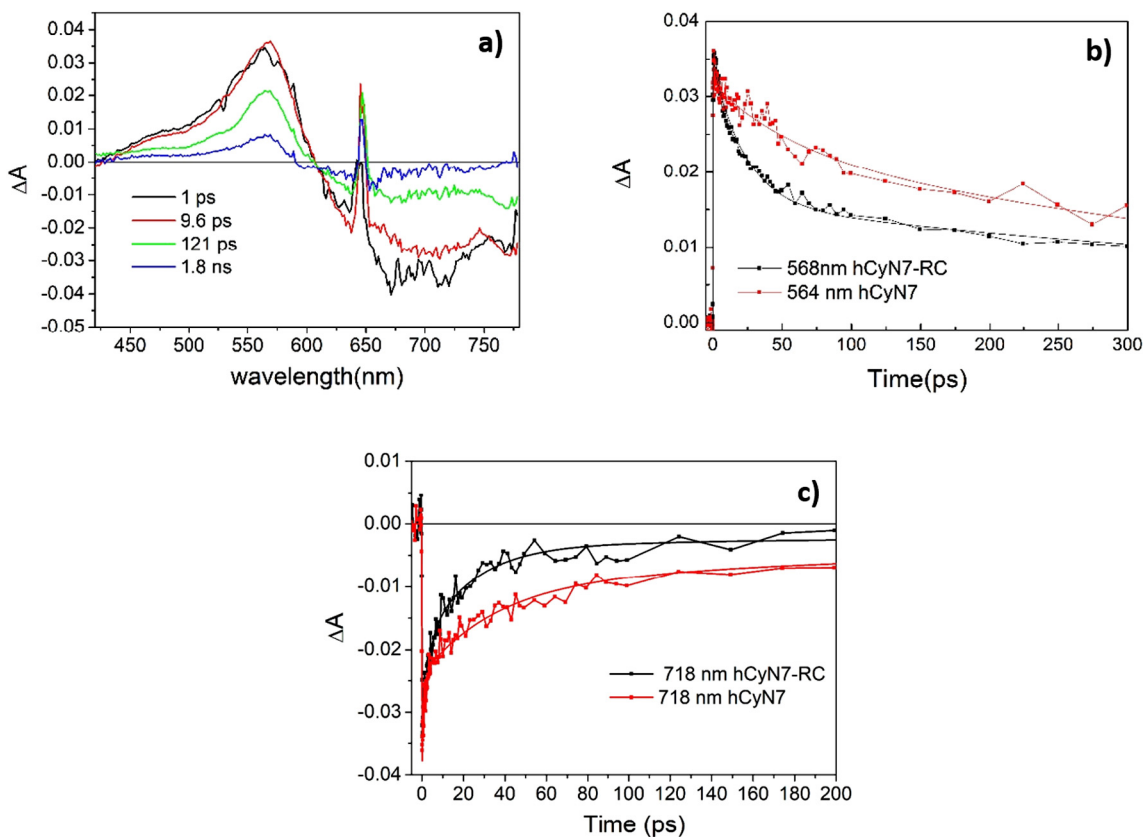 a)
0.04
0.03
0.02
0.01
0.00
-0.01
-0.02
-0.03
-0.04
-0.05
ΔA
1 ps
9.6 ps
121 ps
1.8 ns
450 500 550 600 650 700 750
wavelength(nm)
b)
0.04
0.03
0.02
0.01
0.00
ΔA
568nm hCyN7-RC
564 nm hCyN7
0 50 100 150 200 250 300
Time(ps)
c)
0.01
0.00
-0.01
-0.02
-0.03
-0.04
ΔA
718 nm hCyN7-RC
718 nm hCyN7
0 20 40 60 80 100 120 140 160 180 200
Time (ps)